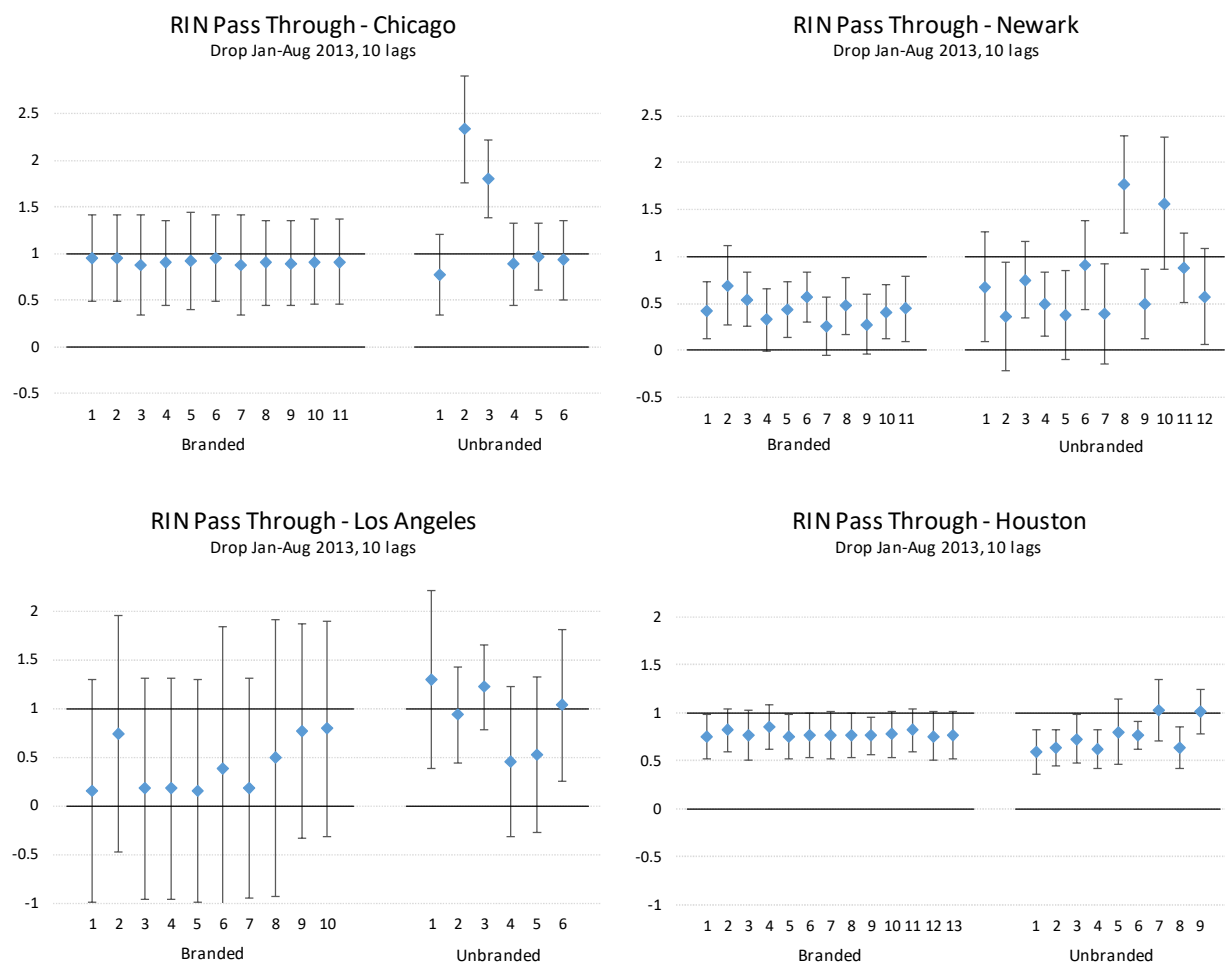 RIN Pass Through - Chicago
Drop Jan-Aug 2013, 10 lags
2.5
2
1.5
1
0.5
0
-0.5
1 2 3 4 5 6 7 8 9 10 11 1 2 3 4 5 6
Branded Unbranded
RIN Pass Through - Newark
Drop Jan-Aug 2013, 10 lags
2.5
2
1.5
1
0.5
0
-0.5
1 2 3 4 5 6 7 8 9 10 11 1 2 3 4 5 6 7 8 9 10 11 12
Branded Unbranded
RIN Pass Through - Los Angeles
Drop Jan-Aug 2013, 10 lags
2
1.5
1
0.5
0
-0.5
-1
1 2 3 4 5 6 7 8 9 10 1 2 3 4 5 6
Branded Unbranded
RIN Pass Through - Houston
Drop Jan-Aug 2013, 10 lags
2
1.5
1
0.5
0
-0.5
-1
1 2 3 4 5 6 7 8 9 10 11 12 13 1 2 3 4 5 6 7 8 9
Branded Unbranded